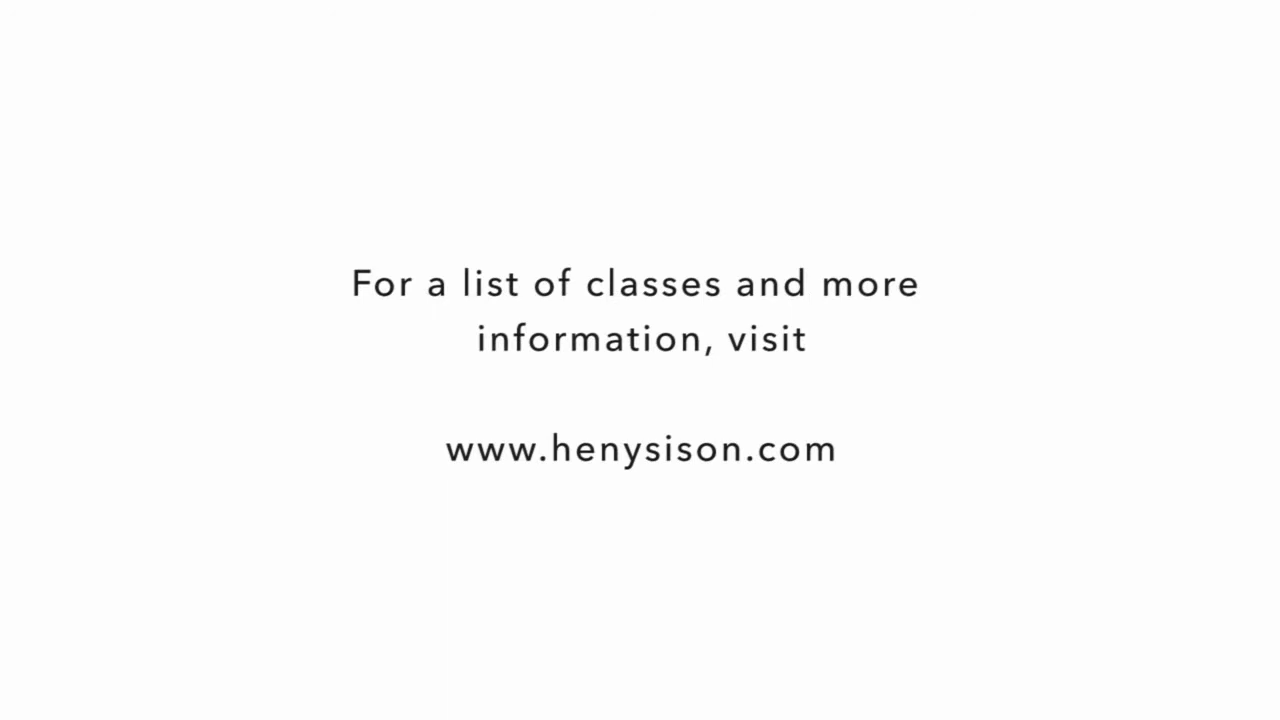 For a list of classes and more
information, visit
www.henysison.com